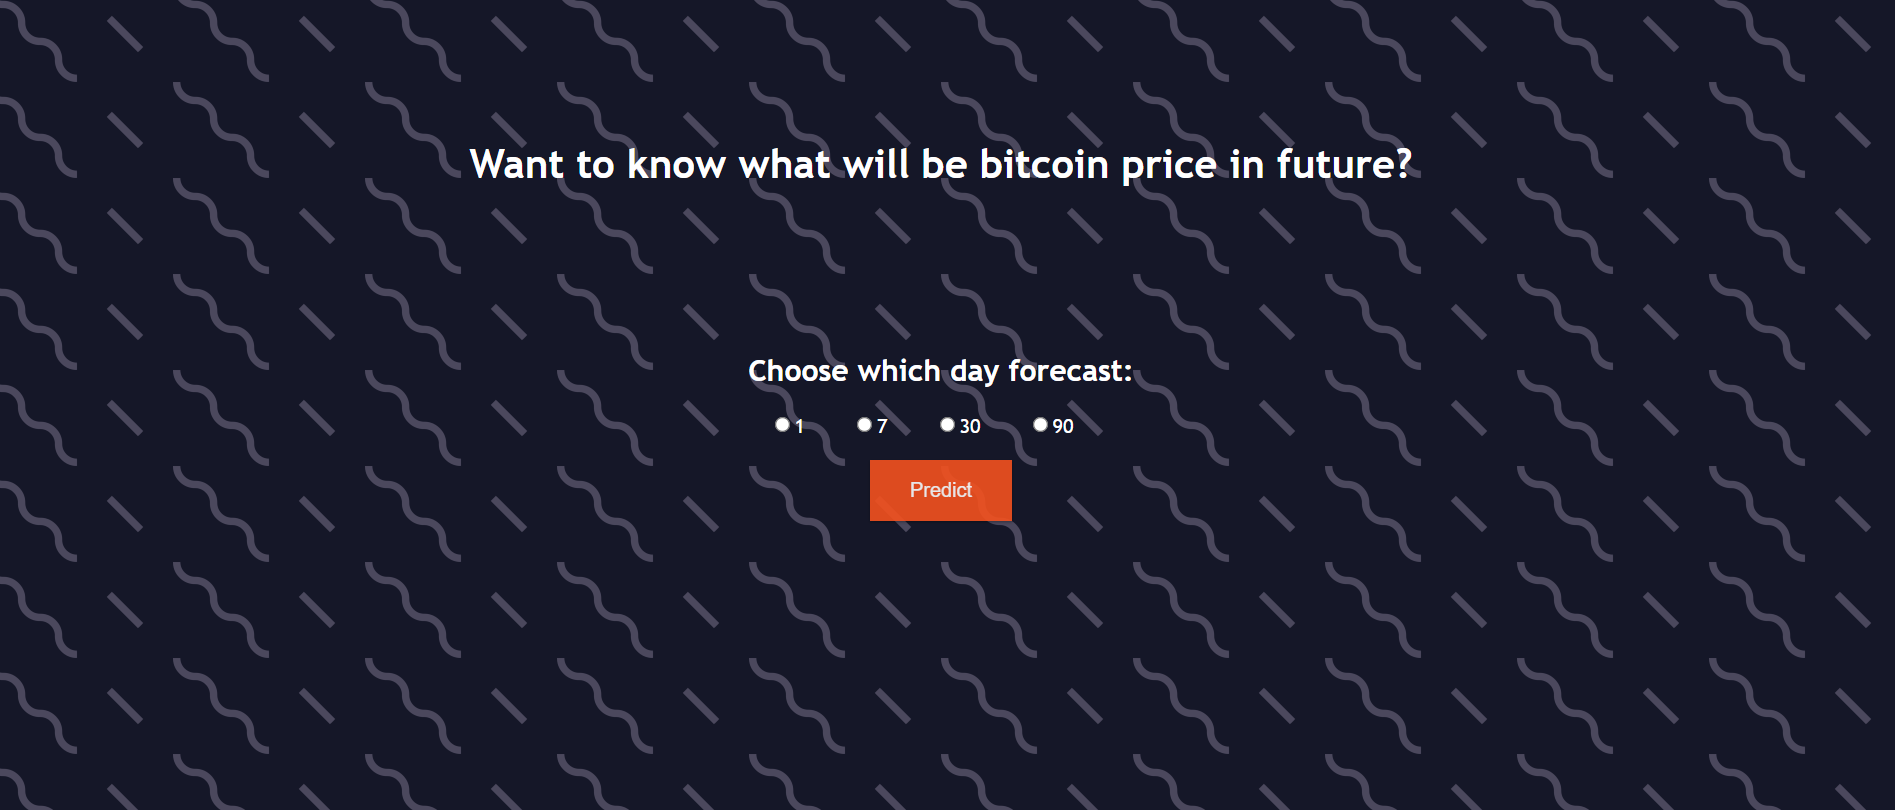 Want to know what will be bitcoin price in future?
Choose which day forecast:
1 7 30 90
Predict